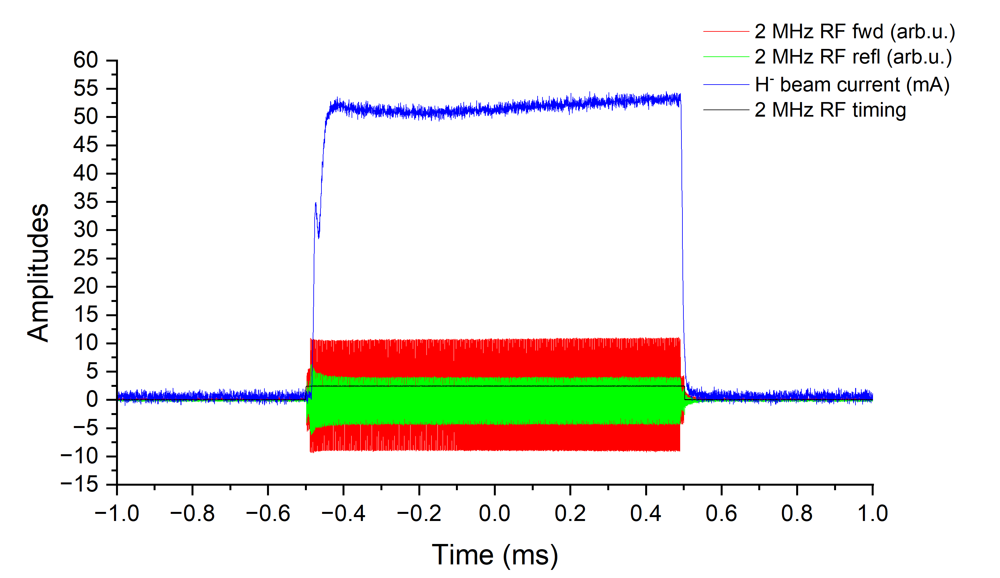 2 MHz RF fwd (arb.u.)
2 MHz RF refl (arb.u.)
H⁻ beam current (mA)
2 MHz RF timing
60
55
50
45
40
35
30
25
20
15
10
5
0
−5
−10
−15
Amplitudes
−1.0 −0.8 −0.6 −0.4 −0.2 0.0 0.2 0.4 0.6 0.8 1.0
Time (ms)